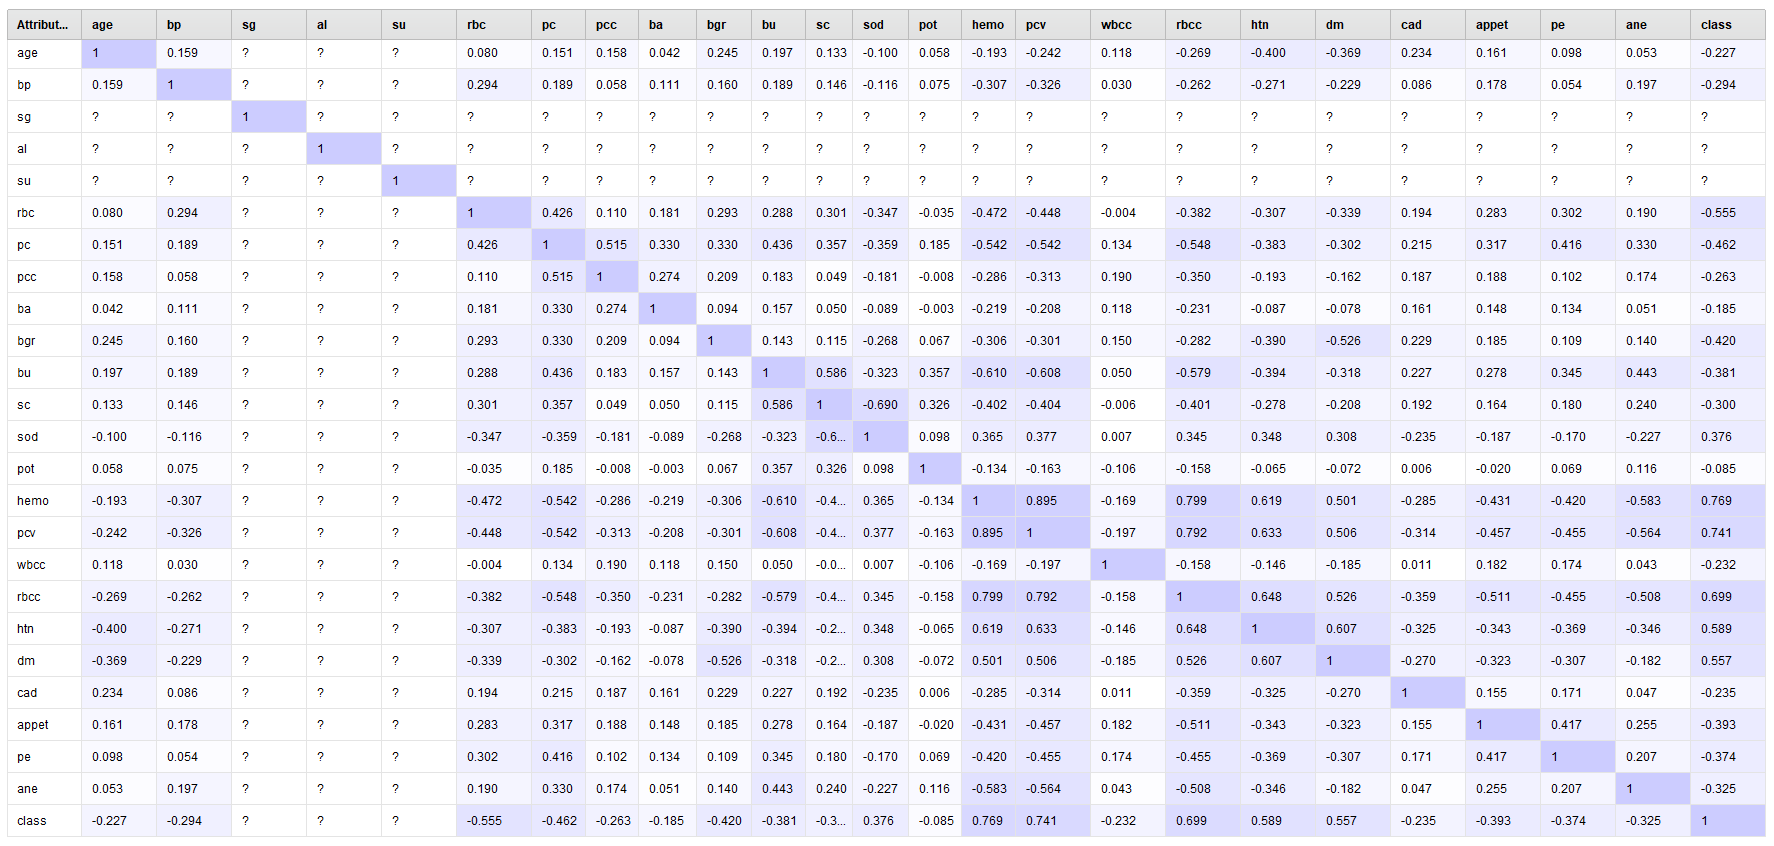 Attribut... age bp sg al su rbc pc pcc ba bgr bu sc sod pot hemo pcv wbcc rbcc htn dm cad appet pe ane class
age 1 0.159 ? ? ? 0.080 0.151 0.158 0.042 0.245 0.197 0.133 -0.100 0.058 -0.193 -0.242 0.118 -0.269 -0.400 -0.369 0.234 0.161 0.098 0.053 -0.227
bp 0.159 1 ? ? ? 0.294 0.189 0.058 0.111 0.160 0.189 0.146 -0.116 0.075 -0.307 -0.326 0.030 -0.262 -0.271 -0.229 0.086 0.178 0.054 0.197 -0.294
sg ? ? 1 ? ? ? ? ? ? ? ? ? ? ? ? ? ? ? ? ? ? ? ? ? ?
al ? ? ? 1 ? ? ? ? ? ? ? ? ? ? ? ? ? ? ? ? ? ? ? ? ?
su ? ? ? ? 1 ? ? ? ? ? ? ? ? ? ? ? ? ? ? ? ? ? ? ? ?
rbc 0.080 0.294 ? ? ? 1 0.426 0.110 0.181 0.293 0.288 0.301 -0.347 -0.035 -0.472 -0.448 -0.004 -0.382 -0.307 -0.339 0.194 0.283 0.302 0.190 -0.555
pc 0.151 0.189 ? ? ? 0.426 1 0.515 0.330 0.330 0.436 0.357 -0.359 0.185 -0.542 -0.542 0.134 -0.548 -0.383 -0.302 0.215 0.317 0.416 0.330 -0.462
pcc 0.158 0.058 ? ? ? 0.110 0.515 1 0.274 0.209 0.183 0.049 -0.181 -0.008 -0.286 -0.313 0.190 -0.350 -0.193 -0.162 0.187 0.188 0.102 0.174 -0.263
ba 0.042 0.111 ? ? ? 0.181 0.330 0.274 1 0.094 0.157 0.050 -0.089 -0.003 -0.219 -0.208 0.118 -0.231 -0.087 -0.078 0.161 0.148 0.134 0.051 -0.185
bgr 0.245 0.160 ? ? ? 0.293 0.330 0.209 0.094 1 0.143 0.115 -0.268 0.067 -0.306 -0.301 0.150 -0.282 -0.390 -0.526 0.229 0.185 0.109 0.140 -0.420
bu 0.197 0.189 ? ? ? 0.288 0.436 0.183 0.157 0.143 1 0.586 -0.323 0.357 -0.610 -0.608 0.050 -0.579 -0.394 -0.318 0.227 0.278 0.345 0.443 -0.381
sc 0.133 0.146 ? ? ? 0.301 0.357 0.049 0.050 0.115 0.586 1 -0.690 0.326 -0.402 -0.404 -0.006 -0.401 -0.278 -0.208 0.192 0.164 0.180 0.240 -0.300
sod -0.100 -0.116 ? ? ? -0.347 -0.359 -0.181 -0.089 -0.268 -0.323 -0.6... 1 0.098 0.365 0.377 0.007 0.345 0.348 0.308 -0.235 -0.187 -0.170 -0.227 0.376
pot 0.058 0.075 ? ? ? -0.035 0.185 -0.008 -0.003 0.067 0.357 0.326 0.098 1 -0.134 -0.163 -0.106 -0.158 -0.065 -0.072 0.006 -0.020 0.069 0.116 -0.085
hemo -0.193 -0.307 ? ? ? -0.472 -0.542 -0.286 -0.219 -0.306 -0.610 -0.4... 0.365 -0.134 1 0.895 -0.169 0.799 0.619 0.501 -0.285 -0.431 -0.420 -0.583 0.769
pcv -0.242 -0.326 ? ? ? -0.448 -0.542 -0.313 -0.208 -0.301 -0.608 -0.4... 0.377 -0.163 0.895 1 -0.197 0.792 0.633 0.506 -0.314 -0.457 -0.455 -0.564 0.741
wbcc 0.118 0.030 ? ? ? -0.004 0.134 0.190 0.118 0.150 0.050 -0.0... 0.007 -0.106 -0.169 -0.197 1 -0.158 -0.146 -0.185 0.011 0.182 0.174 0.043 -0.232
rbcc -0.269 -0.262 ? ? ? -0.382 -0.548 -0.350 -0.231 -0.282 -0.579 -0.4... 0.345 -0.158 0.799 0.792 -0.158 1 0.648 0.526 -0.359 -0.511 -0.455 -0.508 0.699
htn -0.400 -0.271 ? ? ? -0.307 -0.383 -0.193 -0.087 -0.390 -0.394 -0.2... 0.348 -0.065 0.619 0.633 -0.146 0.648 1 0.607 -0.325 -0.343 -0.369 -0.346 0.589
dm -0.369 -0.229 ? ? ? -0.339 -0.302 -0.162 -0.078 -0.526 -0.318 -0.2... 0.308 -0.072 0.501 0.506 -0.185 0.526 0.607 1 -0.270 -0.323 -0.307 -0.182 0.557
cad 0.234 0.086 ? ? ? 0.194 0.215 0.187 0.161 0.229 0.227 0.192 -0.235 0.006 -0.285 -0.314 0.011 -0.359 -0.325 -0.270 1 0.155 0.171 0.047 -0.235
appet 0.161 0.178 ? ? ? 0.283 0.317 0.188 0.148 0.185 0.278 0.164 -0.187 -0.020 -0.431 -0.457 0.182 -0.511 -0.343 -0.323 0.155 1 0.417 0.255 -0.393
pe 0.098 0.054 ? ? ? 0.302 0.416 0.102 0.134 0.109 0.345 0.180 -0.170 0.069 -0.420 -0.455 0.174 -0.455 -0.369 -0.307 0.171 0.417 1 0.207 -0.374
ane 0.053 0.197 ? ? ? 0.190 0.330 0.174 0.051 0.140 0.443 0.240 -0.227 0.116 -0.583 -0.564 0.043 -0.508 -0.346 -0.182 0.047 0.255 0.207 1 -0.325
class -0.227 -0.294 ? ? ? -0.555 -0.462 -0.263 -0.185 -0.420 -0.381 -0.3... 0.376 -0.085 0.769 0.741 -0.232 0.699 0.589 0.557 -0.235 -0.393 -0.374 -0.325 1